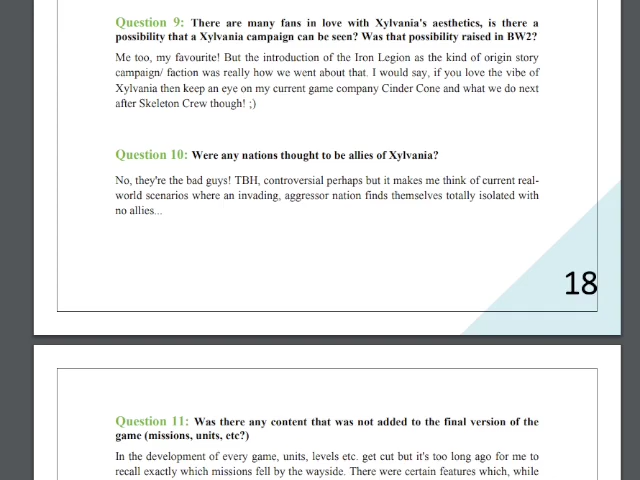 Question 9: There are many fans in love with Xylvania's aesthetics, is there a
possibility that a Xylvania campaign can be seen? Was that possibility raised in BW2?
Me too, my favourite! But the introduction of the Iron Legion as the kind of origin story
campaign/ faction was really how we went about that. I would say, if you love the vibe of
Xylvania then keep an eye on my current game company Cinder Cone and what we do next
after Skeleton Crew though! ;)
Question 10: Were any nations thought to be allies of Xylvania?
No, they're the bad guys! TBH, controversial perhaps but it makes me think of current real-
world scenarios where an invading, aggressor nation finds themselves totally isolated with
no allies...
18
Question 11: Was there any content that was not added to the final version of the
game (missions, units, etc?)
In the development of every game, units, levels etc. get cut but it's too long ago for me to
recall exactly which missions fell by the wayside. There were certain features which, while